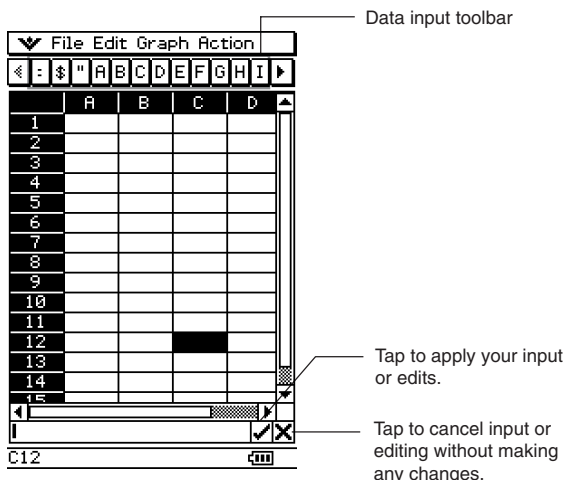 Data input toolbar
File Edit Graph Action
: $ " A B C D E F G H I
A B C D
1
2
3
4
5
6
7
8
9
10
11
12
13
14
15
Tap to apply your input
or edits.
Tap to cancel input or
editing without making
any changes.
C12